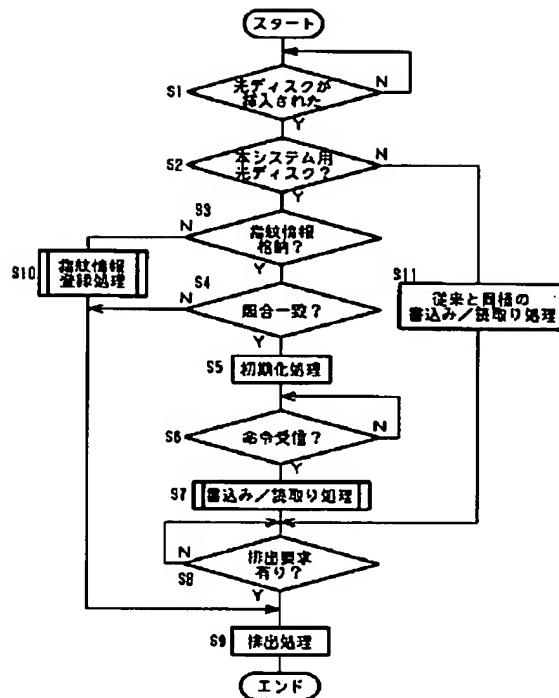 スタート
S1
光ディスクが
挿入された
N
Y
S2
本システム用
光ディスク?
N
Y
S3
指紋情報
格納?
N
Y
S10
指紋情報
登録処理
S11
従来と同様の
書込み/読取り処理
S4
照合一致?
N
Y
S5
初期化処理
S6
命令受信?
N
Y
S7
書込み/読取り処理
S8
排出要求
有り?
N
Y
S9
排出処理
エンド